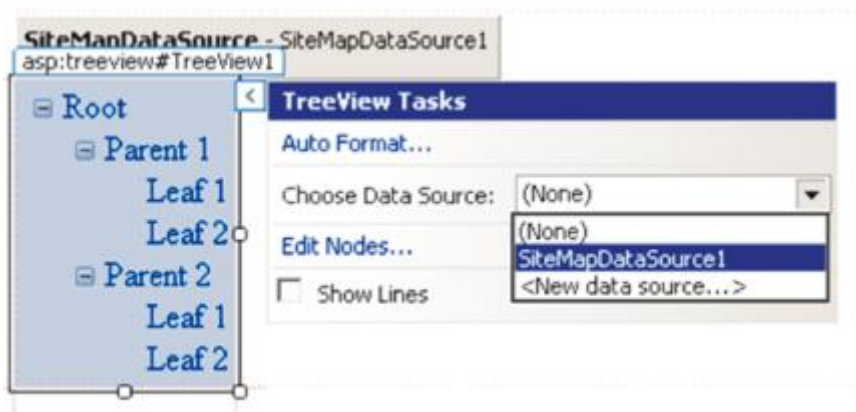 SiteMapDataSource - SiteMapDataSource1
asp:treeview#TreeView1
Root
Parent 1
Leaf 1
Leaf 2
Parent 2
Leaf 1
Leaf 2
TreeView Tasks
Auto Format...
Choose Data Source: (None)
(None)
SiteMapDataSource1
<New data source...>
Edit Nodes...
Show Lines